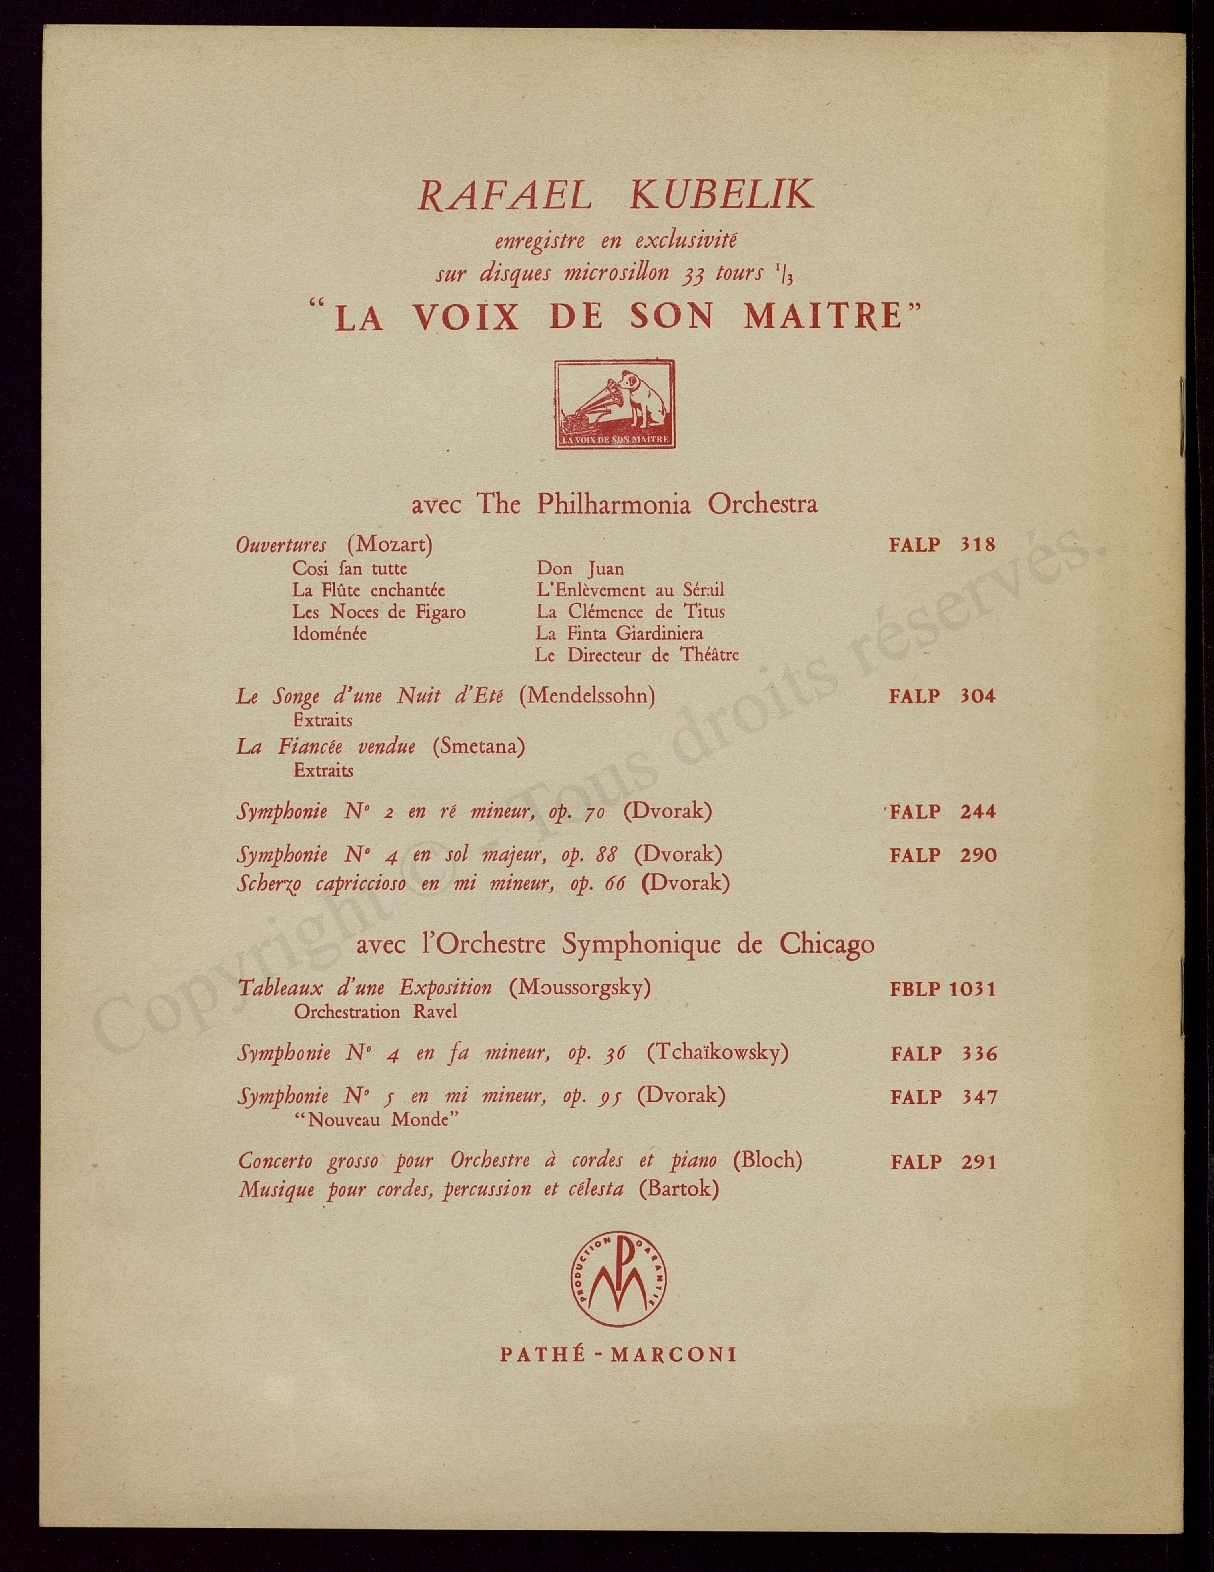 RAFAEL KUBELIK
enregistre en exclusivité
sur disques microsillon 33 tours 1/3
“LA VOIX DE SON MAITRE”
LA VOIX DE SON MAITRE
avec The Philharmonia Orchestra
Ouvertures (Mozart) FALP 318
Cosi fan tutte Don Juan
La Flûte enchantée L'Enlèvement au Sérail
Les Noces de Figaro La Clémence de Titus
Idoménée La Finta Giardiniera
Le Directeur de Théâtre
Le Songe d'une Nuit d'Eté (Mendelssohn) FALP 304
Extraits
La Fiancée vendue (Smetana)
Extraits
Symphonie N° 2 en ré mineur, op. 70 (Dvorak) FALP 244
Symphonie N° 4 en sol majeur, op. 88 (Dvorak) FALP 290
Scherzo capriccioso en mi mineur, op. 66 (Dvorak)
avec l'Orchestre Symphonique de Chicago
Tableaux d'une Exposition (Moussorgsky) FBLP 1031
Orchestration Ravel
Symphonie N° 4 en fa mineur, op. 36 (Tchaïkowsky) FALP 336
Symphonie N° 5 en mi mineur, op. 95 (Dvorak) FALP 347
“Nouveau Monde”
Concerto grosso pour Orchestre à cordes et piano (Bloch) FALP 291
Musique pour cordes, percussion et célesta (Bartok)
PRODUCTION GARANTIE
PM
PATHÉ - MARCONI
Copyright © - Tous droits réservés.